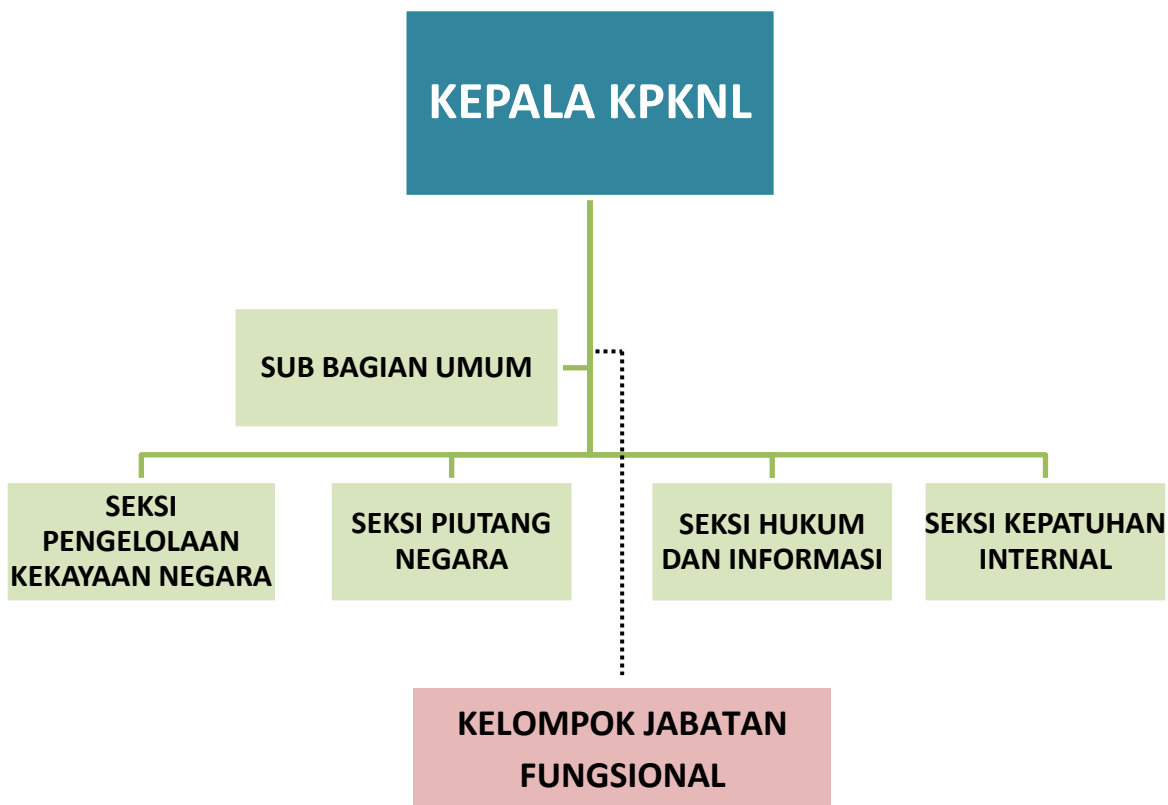 KEPALA KPKNL
SUB BAGIAN UMUM
SEKSI
PENGELOLAAN
KEKAYAAN NEGARA
SEKSI PIUTANG
NEGARA
SEKSI HUKUM
DAN INFORMASI
SEKSI KEPATUHAN
INTERNAL
KELOMPOK JABATAN
FUNGSIONAL